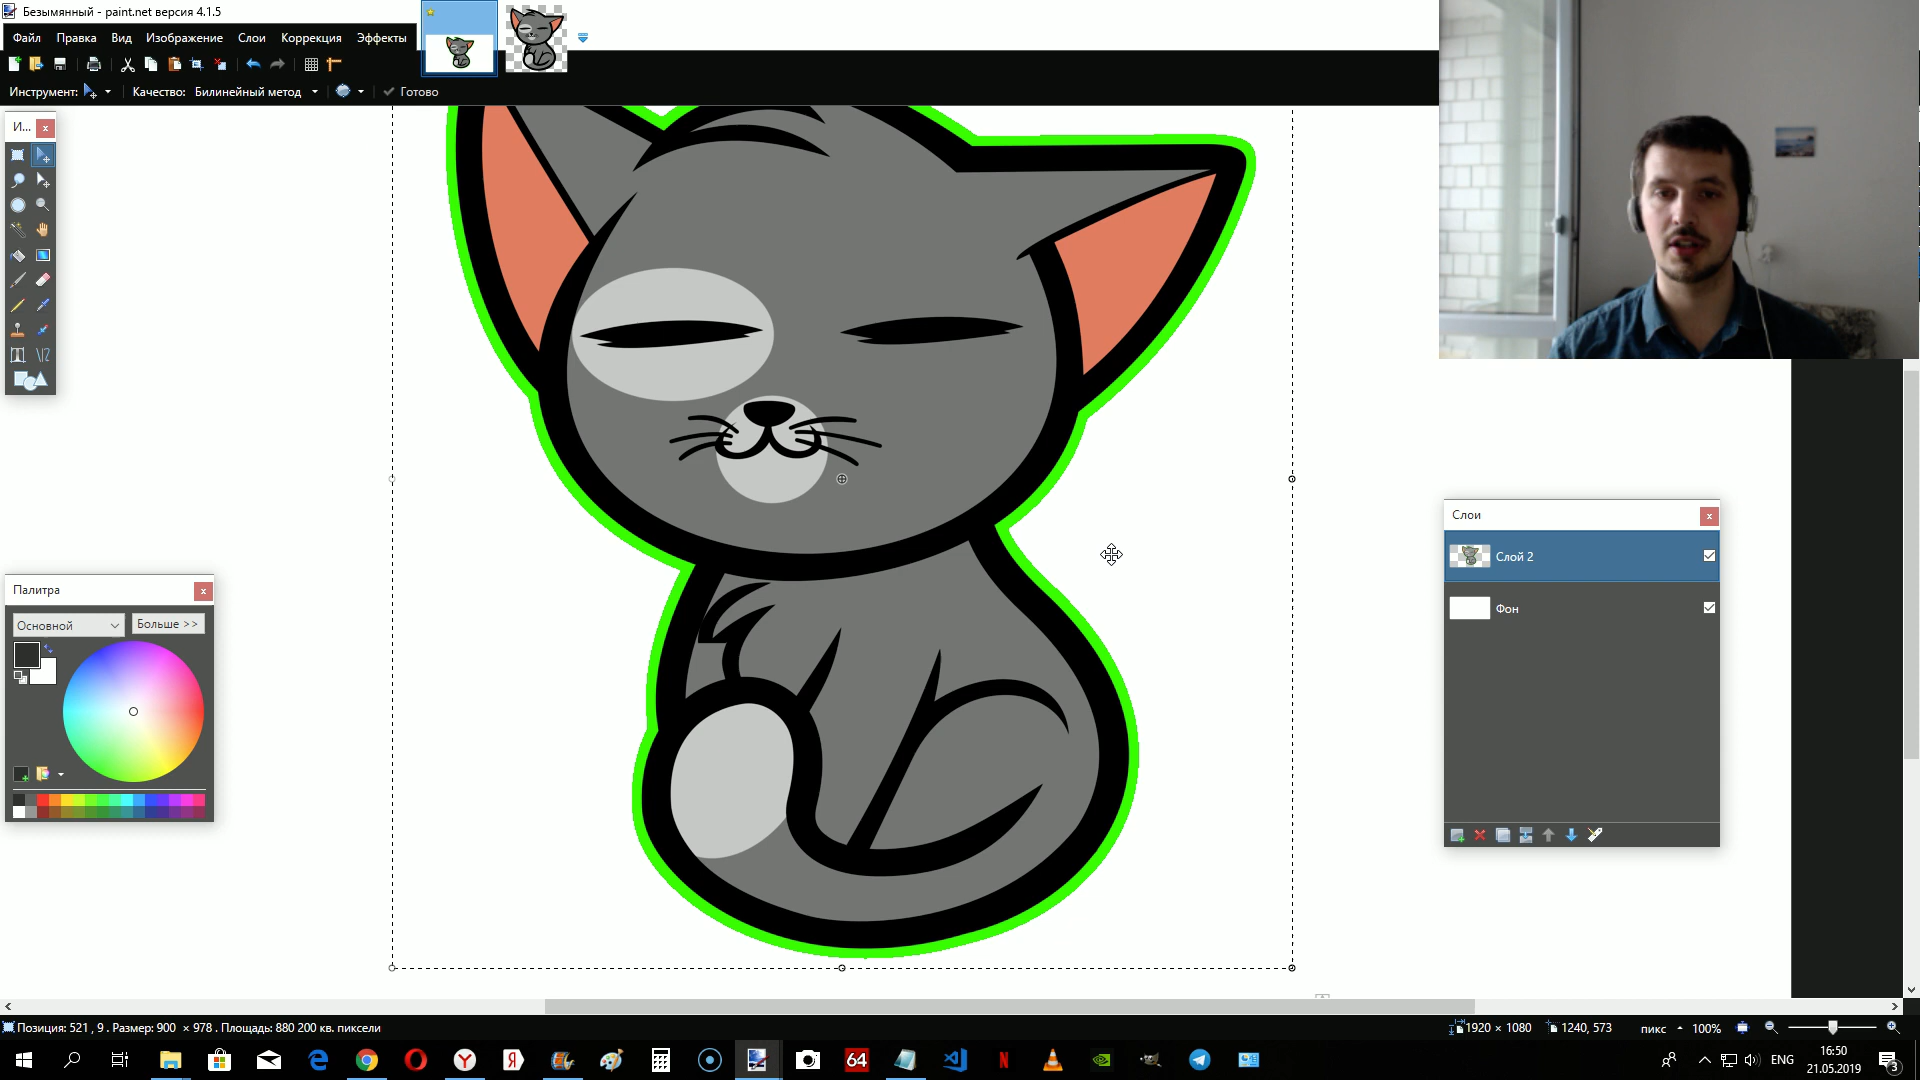 Безымянный - paint.net версия 4.1.5
Файл Правка Вид Изображение Слои Коррекция Эффекты
Инструмент: Качество: Билинейный метод Готово
И...
Слои
Слой 2
Фон
Палитра
Основной Больше >>
Позиция: 521 , 9 . Размер: 900 × 978 . Площадь: 880 200 кв. пиксели
1920 × 1080 1240, 573 пикс 100%
Я 64 N ENG 16:50
21.05.2019
3